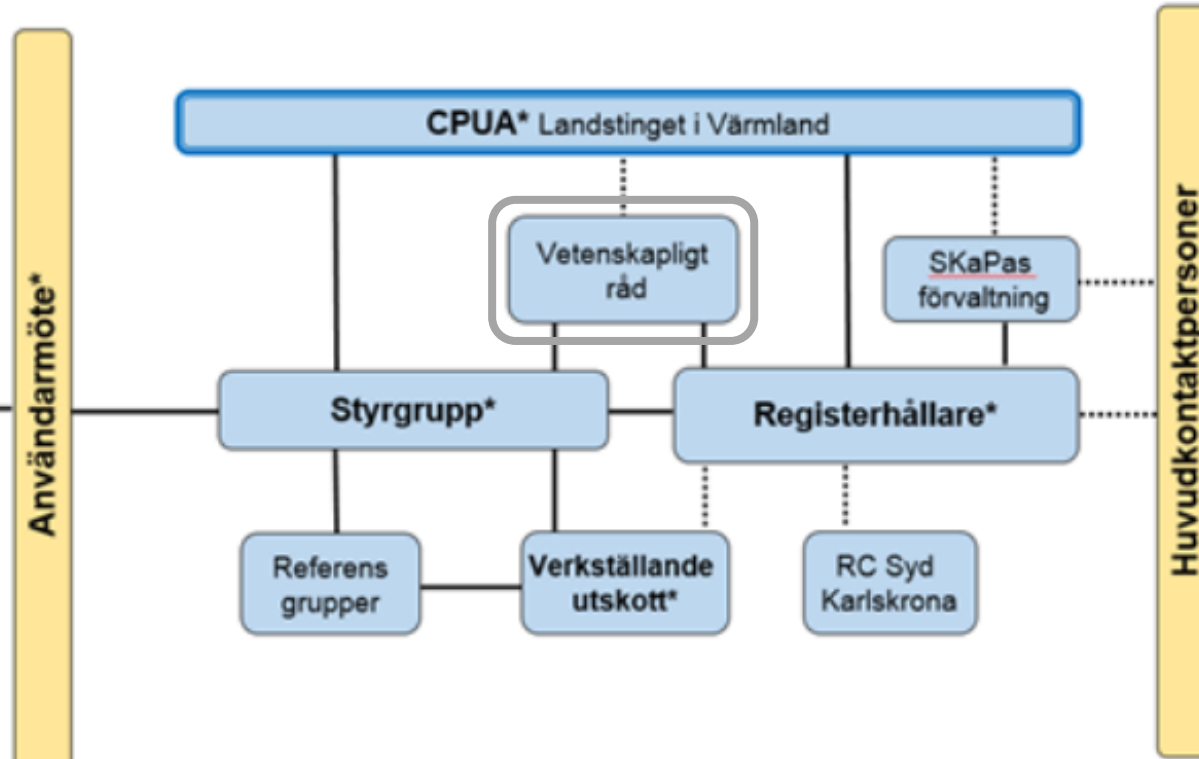 Användarmöte*
CPUA* Landstinget i Värmland
Vetenskapligt
råd
SKaPas
förvaltning
Styrgrupp*
Registerhållare*
Referens
grupper
Verkställande
utskott*
RC Syd
Karlskrona
Huvudkontaktpersoner